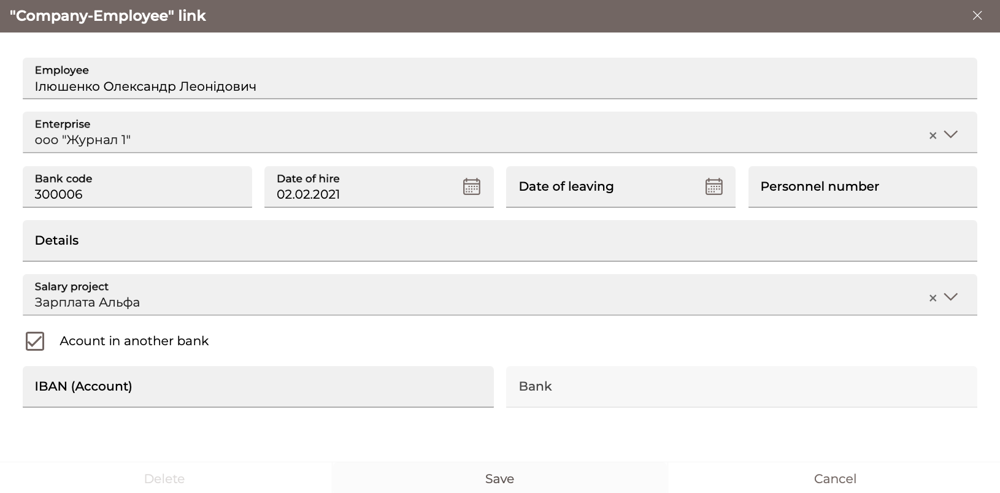 "Company-Employee" link
Employee
Ілюшенко Олександр Леонідович
Enterprise
ооо "Журнал 1"
Bank code
300006
Date of hire
02.02.2021
Date of leaving
Personnel number
Details
Salary project
Зарплата Альфа
Acount in another bank
IBAN (Account)
Bank
Delete
Save
Cancel